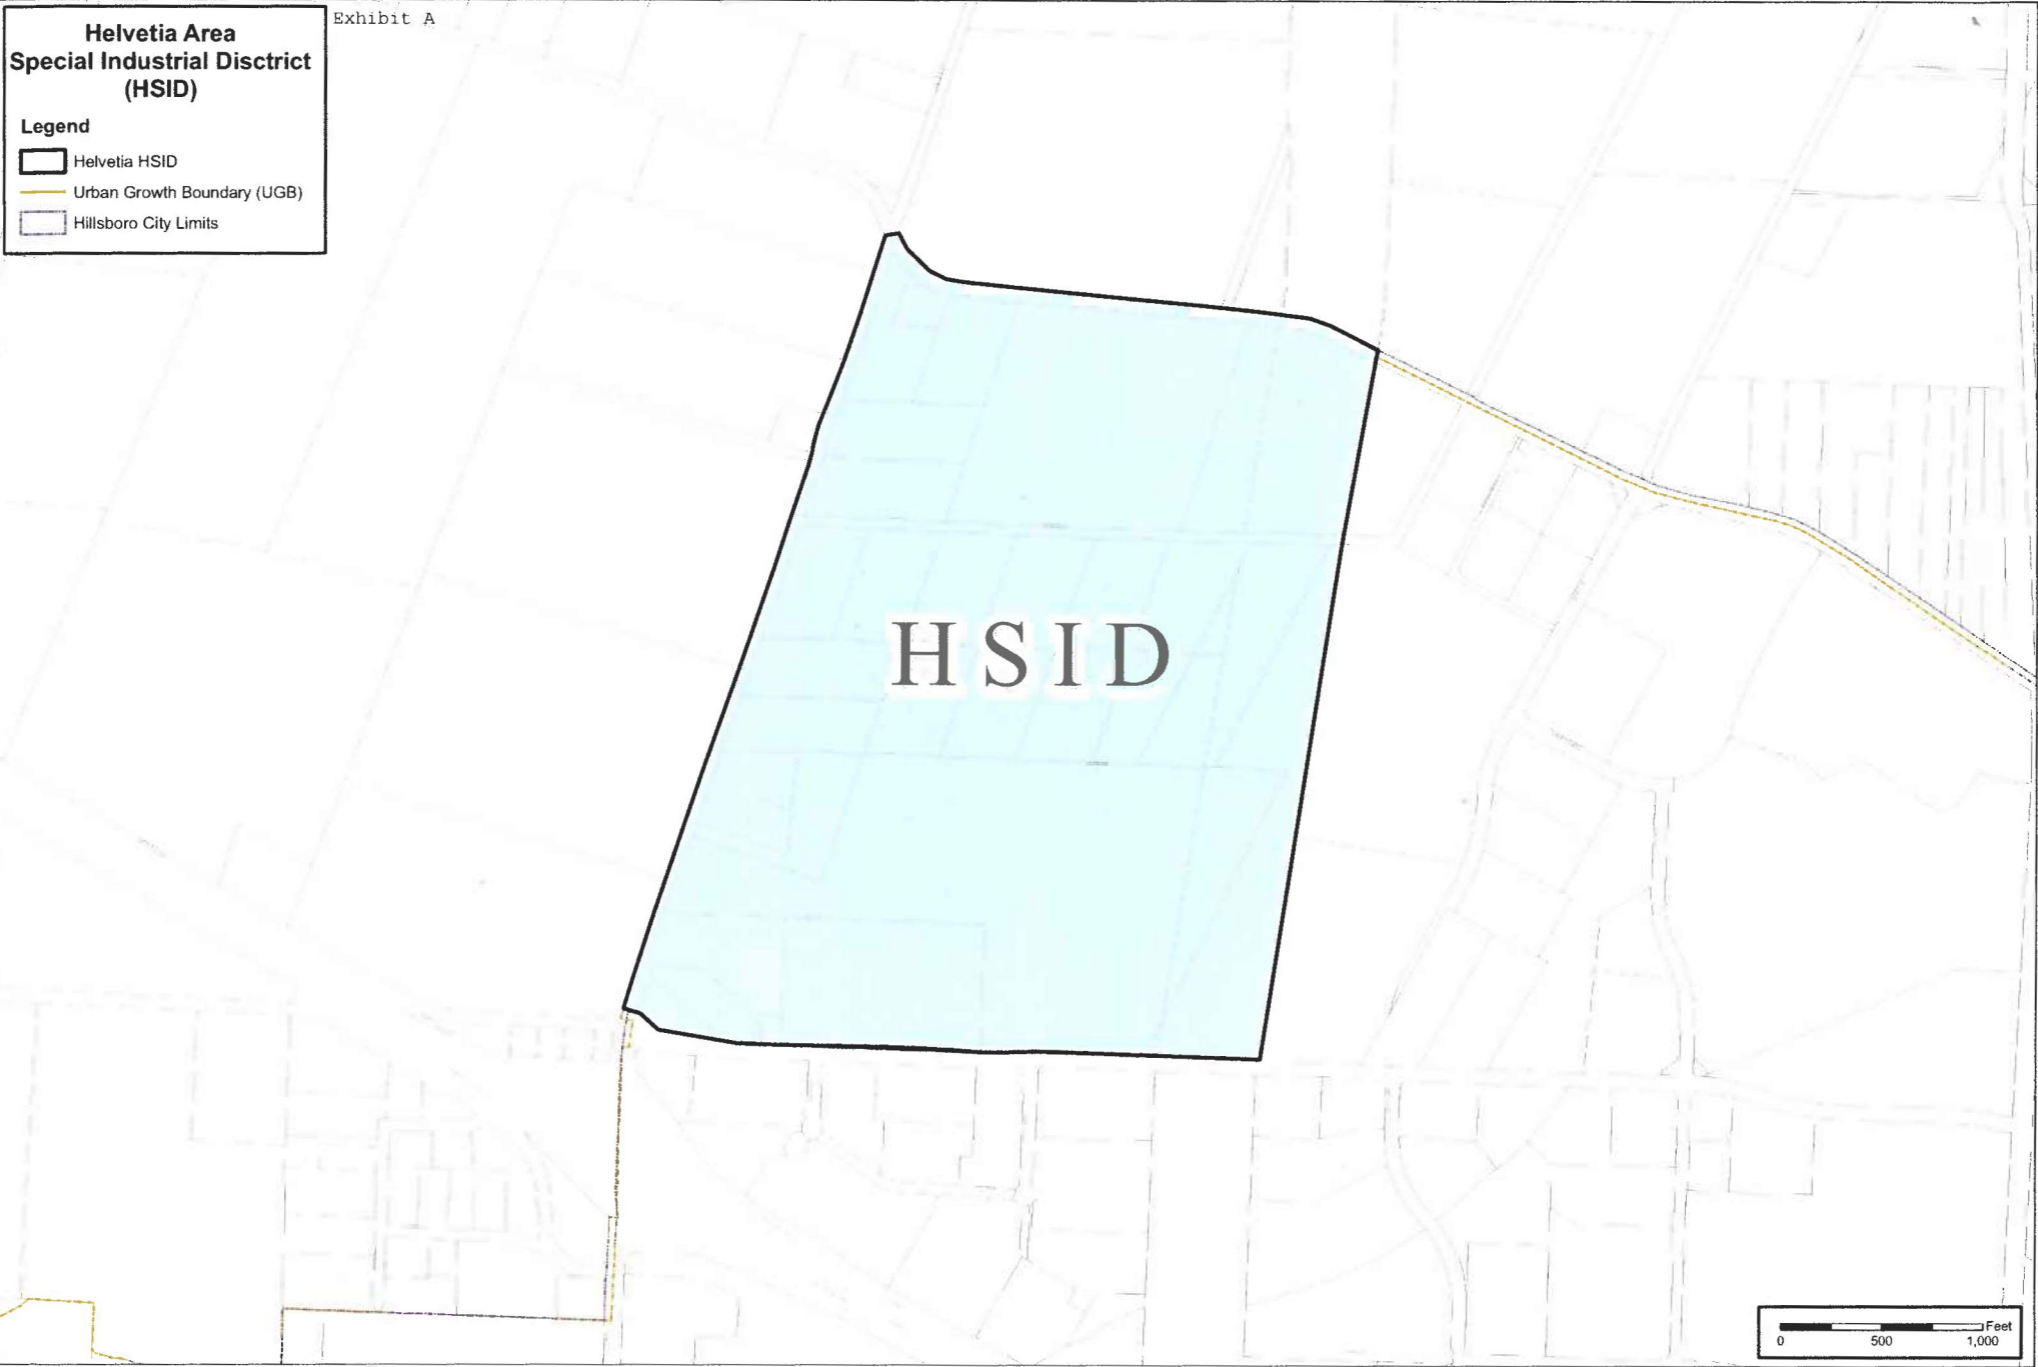 Exhibit A
Helvetia Area
Special Industrial Disctrict
(HSID)
Legend
Helvetia HSID
Urban Growth Boundary (UGB)
Hillsboro City Limits
HSID
Feet
0 500 1,000